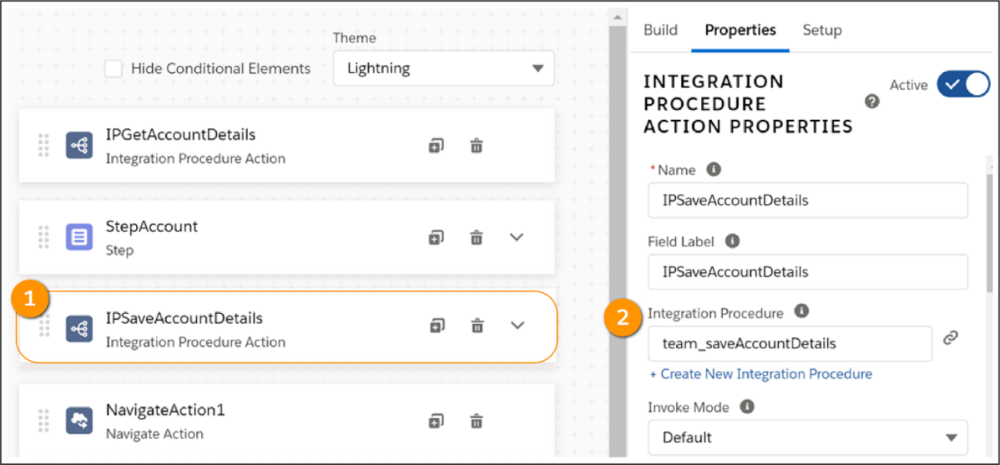 Theme
Hide Conditional Elements
Lightning
IPGetAccountDetails
Integration Procedure Action
StepAccount
Step
1
IPSaveAccountDetails
Integration Procedure Action
NavigateAction1
Navigate Action
Build Properties Setup
INTEGRATION
PROCEDURE
ACTION PROPERTIES
?
Active
* Name i
IPSaveAccountDetails
Field Label i
IPSaveAccountDetails
2
Integration Procedure i
team_saveAccountDetails
+ Create New Integration Procedure
Invoke Mode i
Default